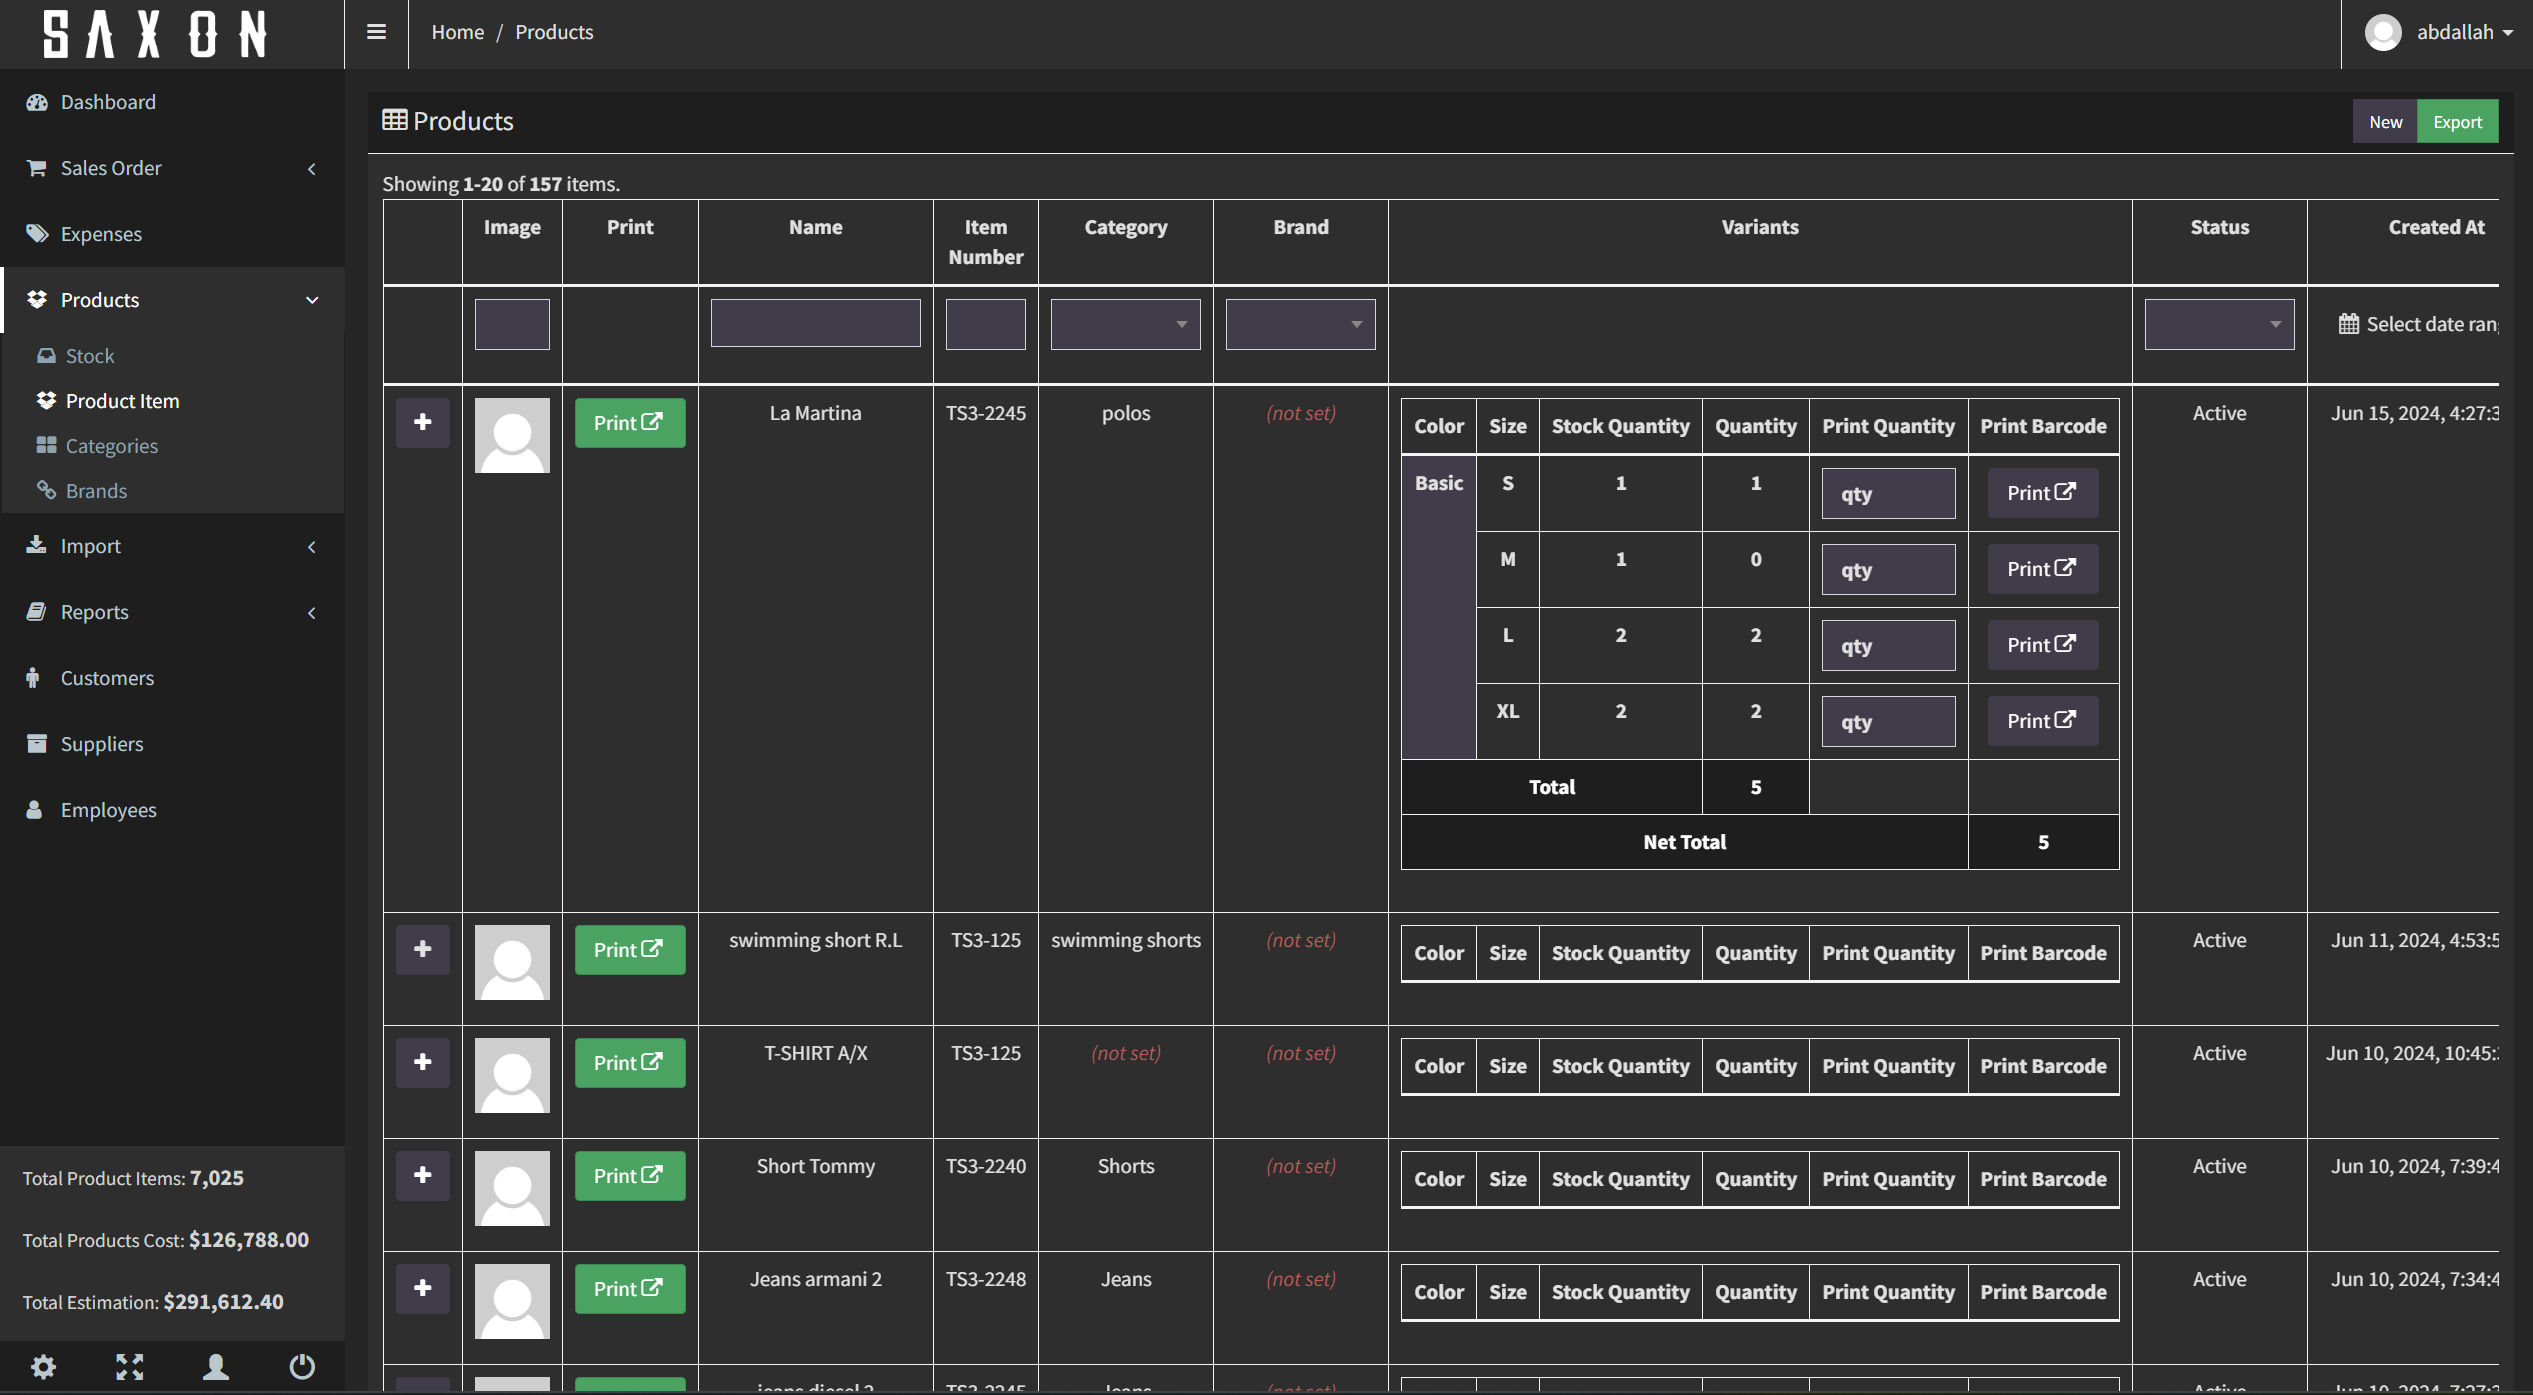 SAXON
Home / Products
abdallah
Dashboard
Sales Order
Expenses
Products
Stock
Product Item
Categories
Brands
Import
Reports
Customers
Suppliers
Employees
Total Product Items: 7,025
Total Products Cost: $126,788.00
Total Estimation: $291,612.40
Products
New Export
Showing 1-20 of 157 items.
Image Print Name Item Number Category Brand Variants Status Created At
Select date ran
Print La Martina TS3-2245 polos (not set) Active Jun 15, 2024, 4:27:3
Color Size Stock Quantity Quantity Print Quantity Print Barcode
Basic S 1 1 qty Print
M 1 0 qty Print
L 2 2 qty Print
XL 2 2 qty Print
Total 5
Net Total 5
Print swimming short R.L TS3-125 swimming shorts (not set) Active Jun 11, 2024, 4:53:5
Color Size Stock Quantity Quantity Print Quantity Print Barcode
Print T-SHIRT A/X TS3-125 (not set) (not set) Active Jun 10, 2024, 10:45:
Color Size Stock Quantity Quantity Print Quantity Print Barcode
Print Short Tommy TS3-2240 Shorts (not set) Active Jun 10, 2024, 7:39:4
Color Size Stock Quantity Quantity Print Quantity Print Barcode
Print Jeans armani 2 TS3-2248 Jeans (not set) Active Jun 10, 2024, 7:34:4
Color Size Stock Quantity Quantity Print Quantity Print Barcode